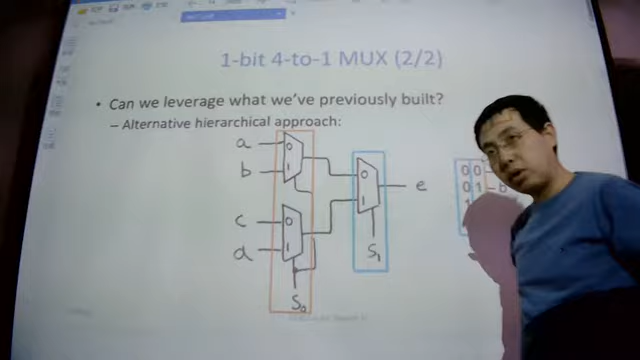 1-bit 4-to-1 MUX (2/2)
• Can we leverage what we've previously built?
– Alternative hierarchical approach:
a
b
c
d
0
1
0
1
0
1
e
S0
S1
0 0
0 1 – b
1